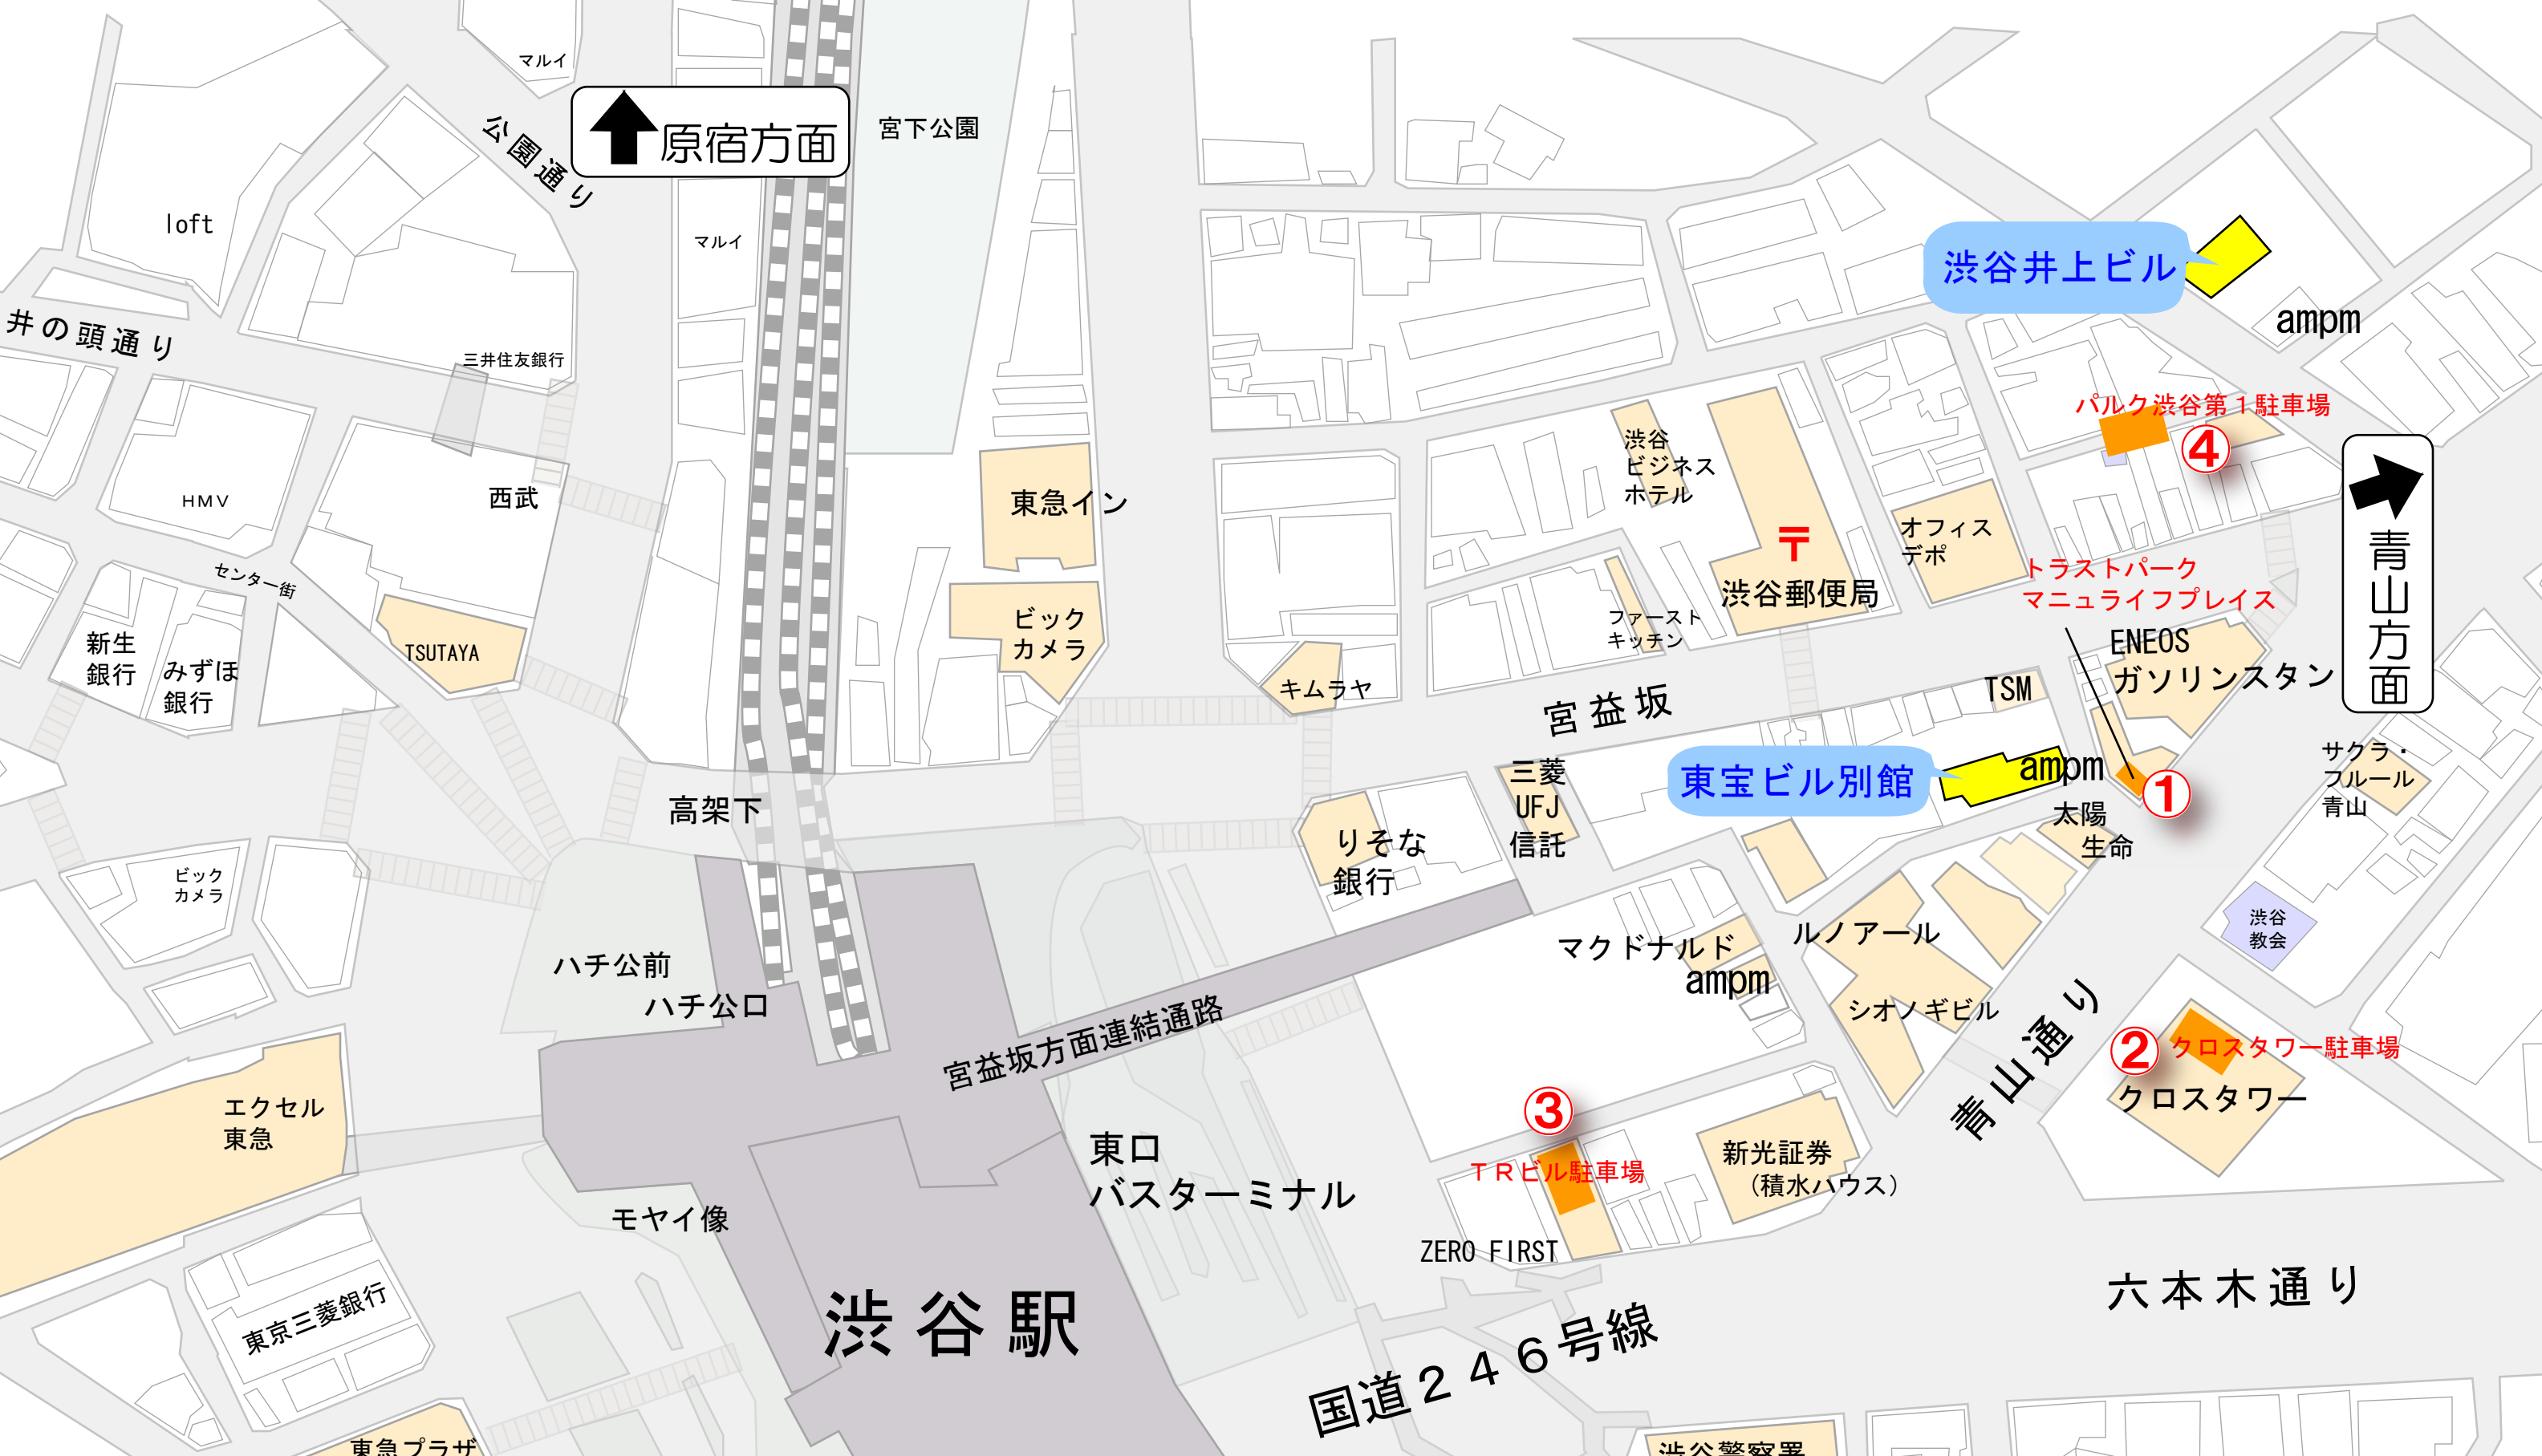 マルイ
公園通り
原宿方面
宮下公園
loft
マルイ
渋谷井上ビル
ampm
井の頭通り
三井住友銀行
パルク渋谷第１駐車場
④
渋谷
ビジネス
ホテル
西武
ＨＭＶ
東急イン
オフィス
デポ
青山方面
〒
渋谷郵便局
トラストパーク
マニュライフプレイス
センター街
ビック
カメラ
ファースト
キッチン
新生
銀行
みずほ
銀行
TSUTAYA
ENEOS
ガソリンスタン
キムラヤ
TSM
宮益坂
サクラ・
フルール
青山
東宝ビル別館
ampm
①
三菱
UFJ
信託
高架下
太陽
生命
りそな
銀行
ビック
カメラ
渋谷
教会
マクドナルド
ルノアール
ampm
ハチ公前
ハチ公口
シオノギビル
宮益坂方面連結通路
青山通り
②
クロスタワー駐車場
クロスタワー
エクセル
東急
③
東口
バスターミナル
ＴＲビル駐車場
新光証券
（積水ハウス）
モヤイ像
ZERO FIRST
渋谷駅
六本木通り
東京三菱銀行
国道２４６号線
東急プラザ
渋谷警察署